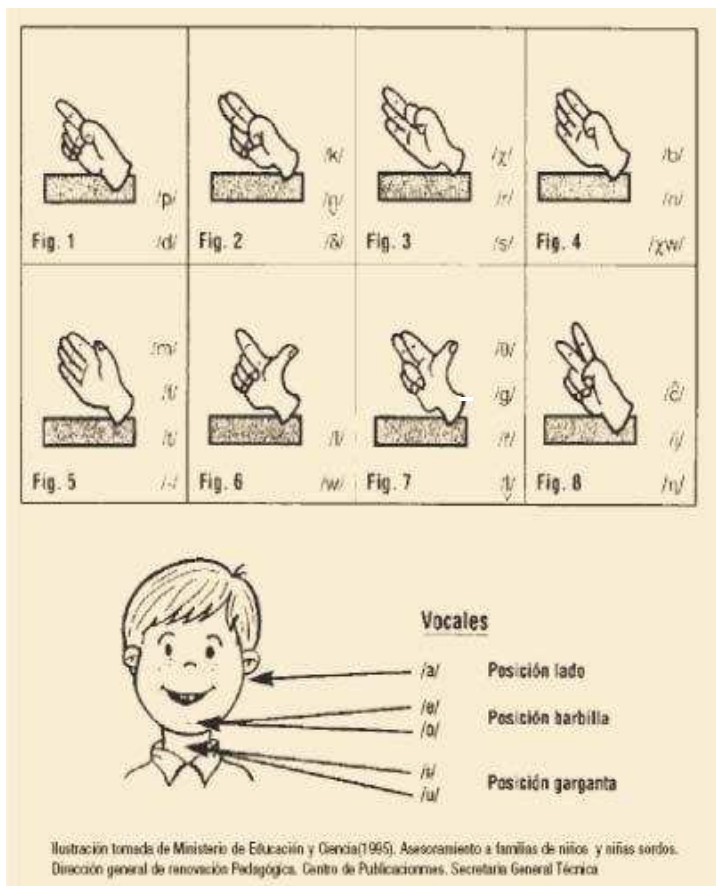 /p/
Fig. 1 /d/
/k/
Fig. 2
/χ/
/r/
Fig. 3 /s/
/b/
/n/
Fig. 4 /χw/
/m/
/t/
Fig. 5 /-/
/l/
Fig. 6 /w/
/θ/
/g/
Fig. 7
/ĉ/
/j/
Fig. 8 /η/
Vocales
/a/ Posición lado
/e/
/o/
Posición barbilla
/i/
/u/
Posición garganta
Ilustración tomada de Ministerio de Educación y Ciencia(1995). Asesoramiento a familias de niños y niñas sordos.
Dirección general de renovación Pedagógica. Centro de Publicacionmes. Secretaria General Técnica